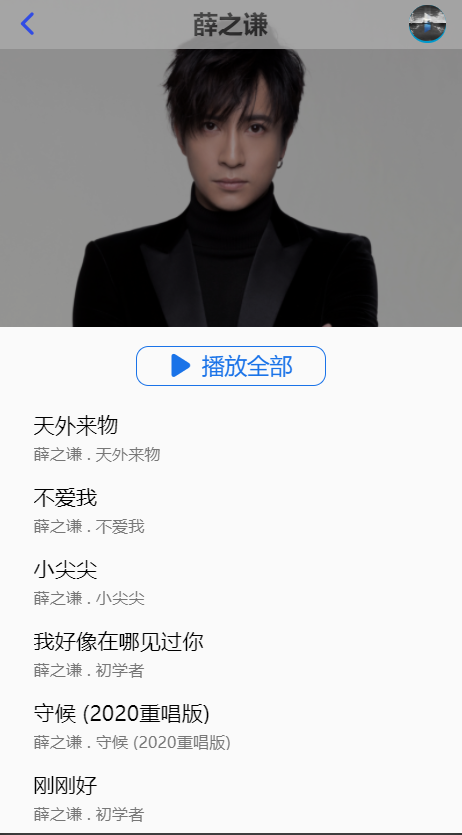 薛之谦
播放全部
天外来物
薛之谦 . 天外来物
不爱我
薛之谦 . 不爱我
小尖尖
薛之谦 . 小尖尖
我好像在哪见过你
薛之谦 . 初学者
守候 (2020重唱版)
薛之谦 . 守候 (2020重唱版)
刚刚好
薛之谦 . 初学者